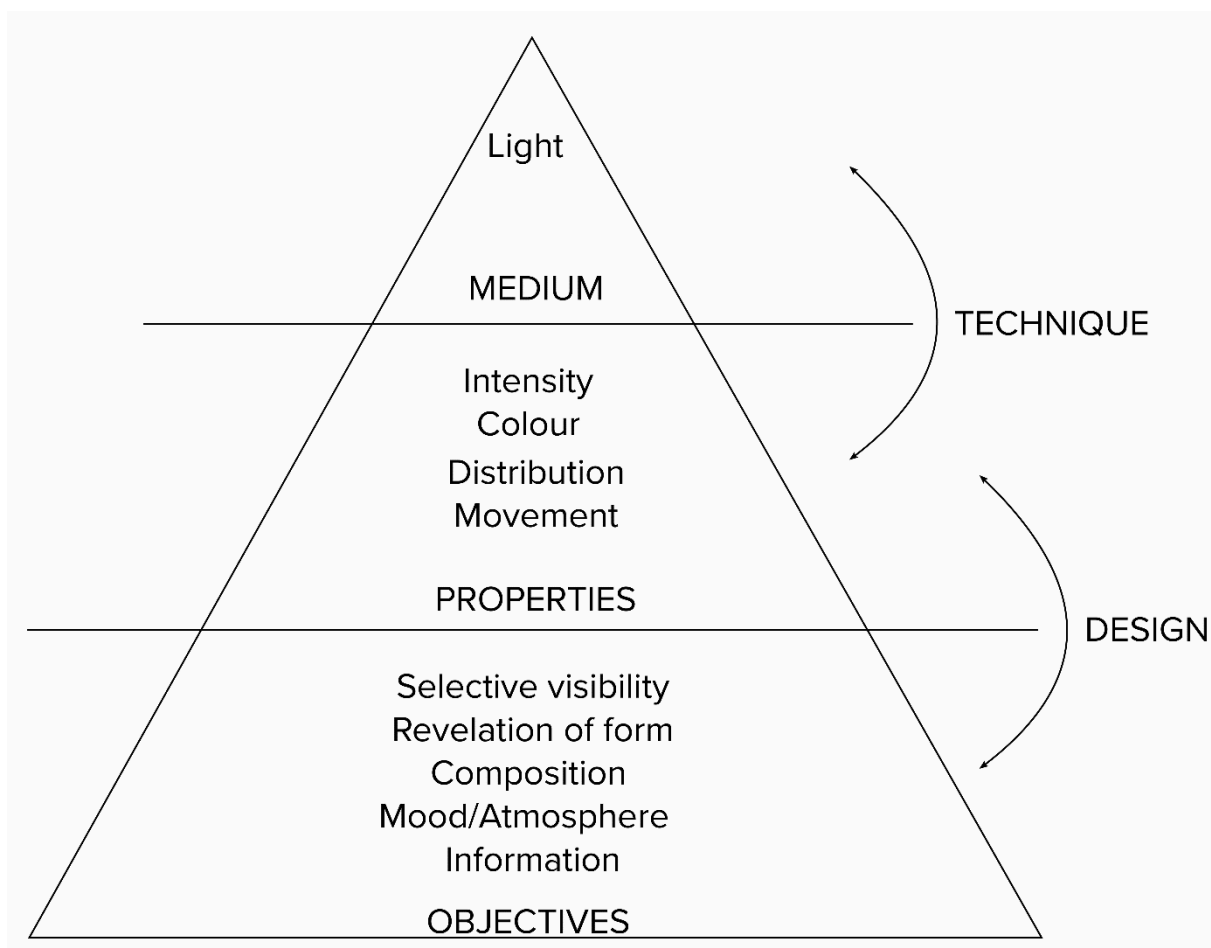 Light
MEDIUM
TECHNIQUE
Intensity
Colour
Distribution
Movement
PROPERTIES
DESIGN
Selective visibility
Revelation of form
Composition
Mood/Atmosphere
Information
OBJECTIVES